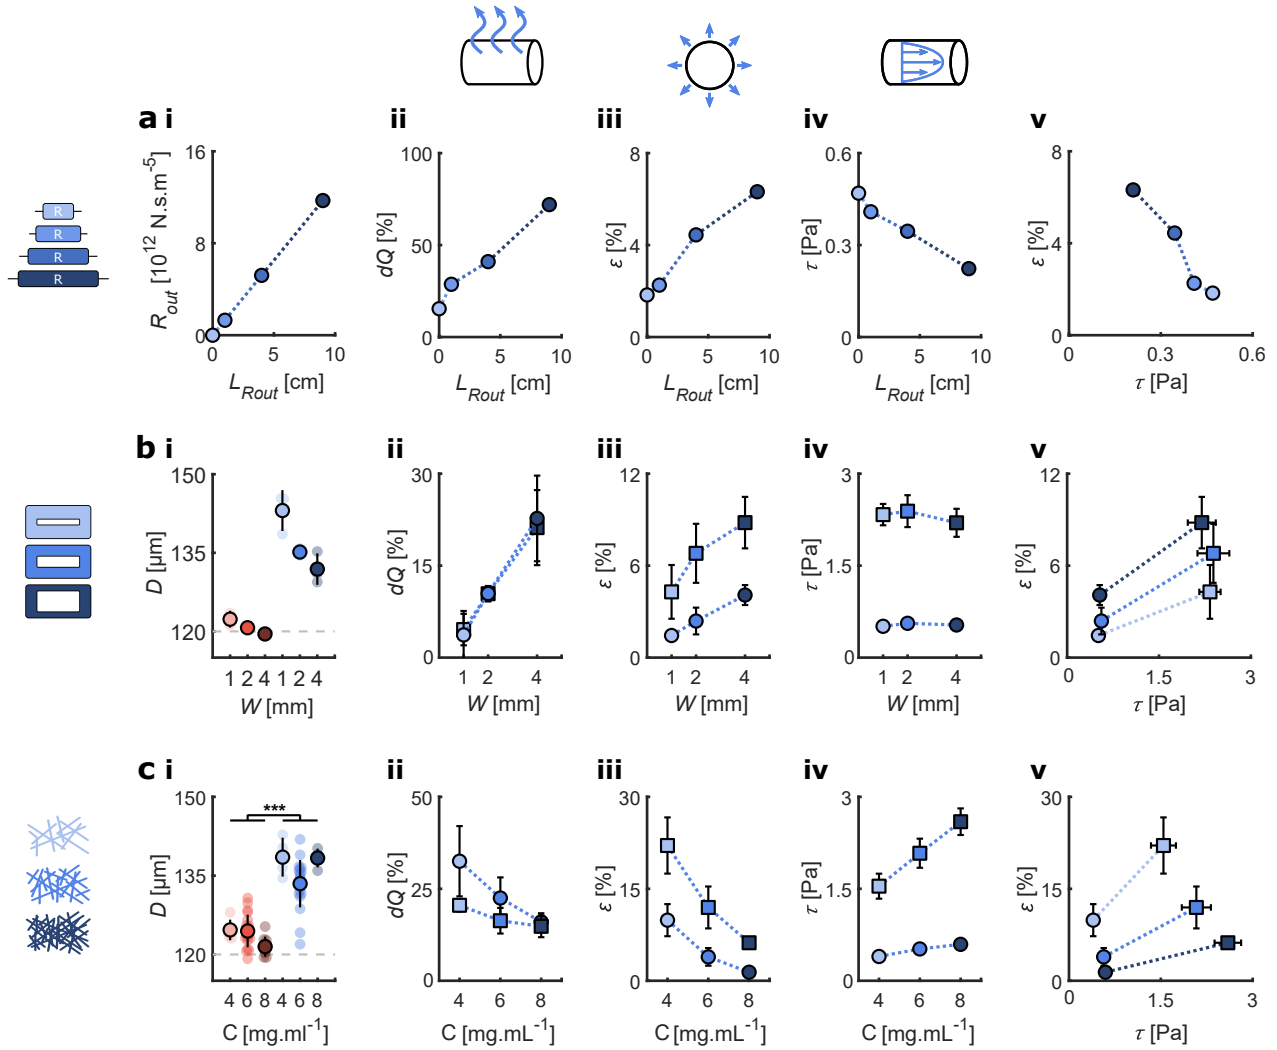 a i
ii
iii
iv
v
R
R
R
R
R_out [10^12 N.s.m^-5]
16
8
0
0 5 10
L_Rout [cm]
dQ [%]
100
50
0
0 5 10
L_Rout [cm]
ε [%]
8
4
0
0 5 10
L_Rout [cm]
τ [Pa]
0.6
0.3
0
0 5 10
L_Rout [cm]
ε [%]
8
4
0
0 0.3 0.6
τ [Pa]
b i
ii
iii
iv
v
D [µm]
150
135
120
1 2 4 1 2 4
W [mm]
dQ [%]
30
15
0
1 2 4
W [mm]
ε [%]
12
6
0
1 2 4
W [mm]
τ [Pa]
3
1.5
0
1 2 4
W [mm]
ε [%]
12
6
0
0 1.5 3
τ [Pa]
c i
ii
iii
iv
v
D [µm]
150
135
120
***
4 6 8 4 6 8
C [mg.ml^-1]
dQ [%]
50
25
0
4 6 8
C [mg.mL^-1]
ε [%]
30
15
0
4 6 8
C [mg.mL^-1]
τ [Pa]
3
1.5
0
4 6 8
C [mg.mL^-1]
ε [%]
30
15
0
0 1.5 3
τ [Pa]